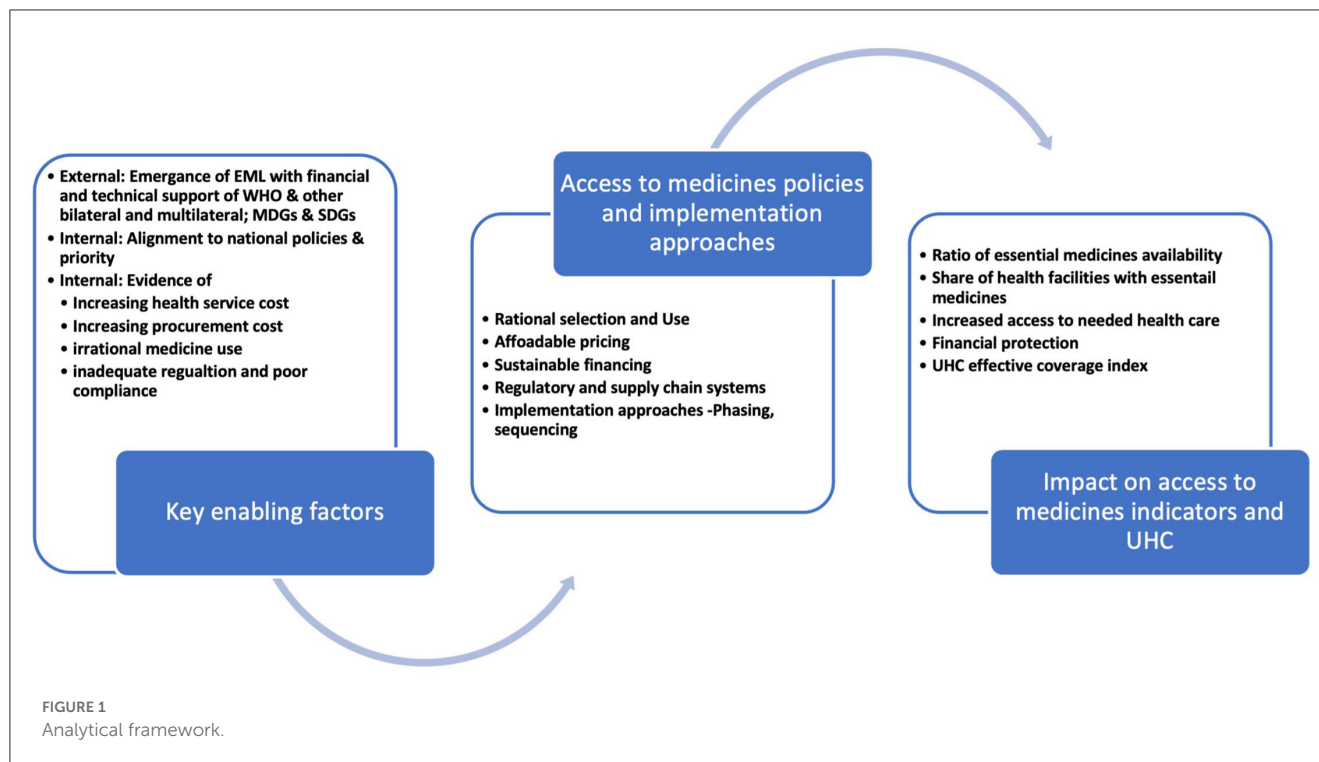 • External: Emergance of EML with financial
and technical support of WHO & other
bilateral and multilateral; MDGs & SDGs
• Internal: Alignment to national policies &
priority
• Internal: Evidence of
• Increasing health service cost
• Increasing procurement cost
• irrational medicine use
• inadequate regualtion and poor
compliance
Key enabling factors
Access to medicines policies
and implementation
approaches
• Rational selection and Use
• Affoadable pricing
• Sustainable financing
• Regulatory and supply chain systems
• Implementation approaches -Phasing,
sequencing
• Ratio of essential medicines availability
• Share of health facilities with essentail
medicines
• Increased access to needed health care
• Financial protection
• UHC effective coverage index
Impact on access to
medicines indicators and
UHC
FIGURE 1
Analytical framework.